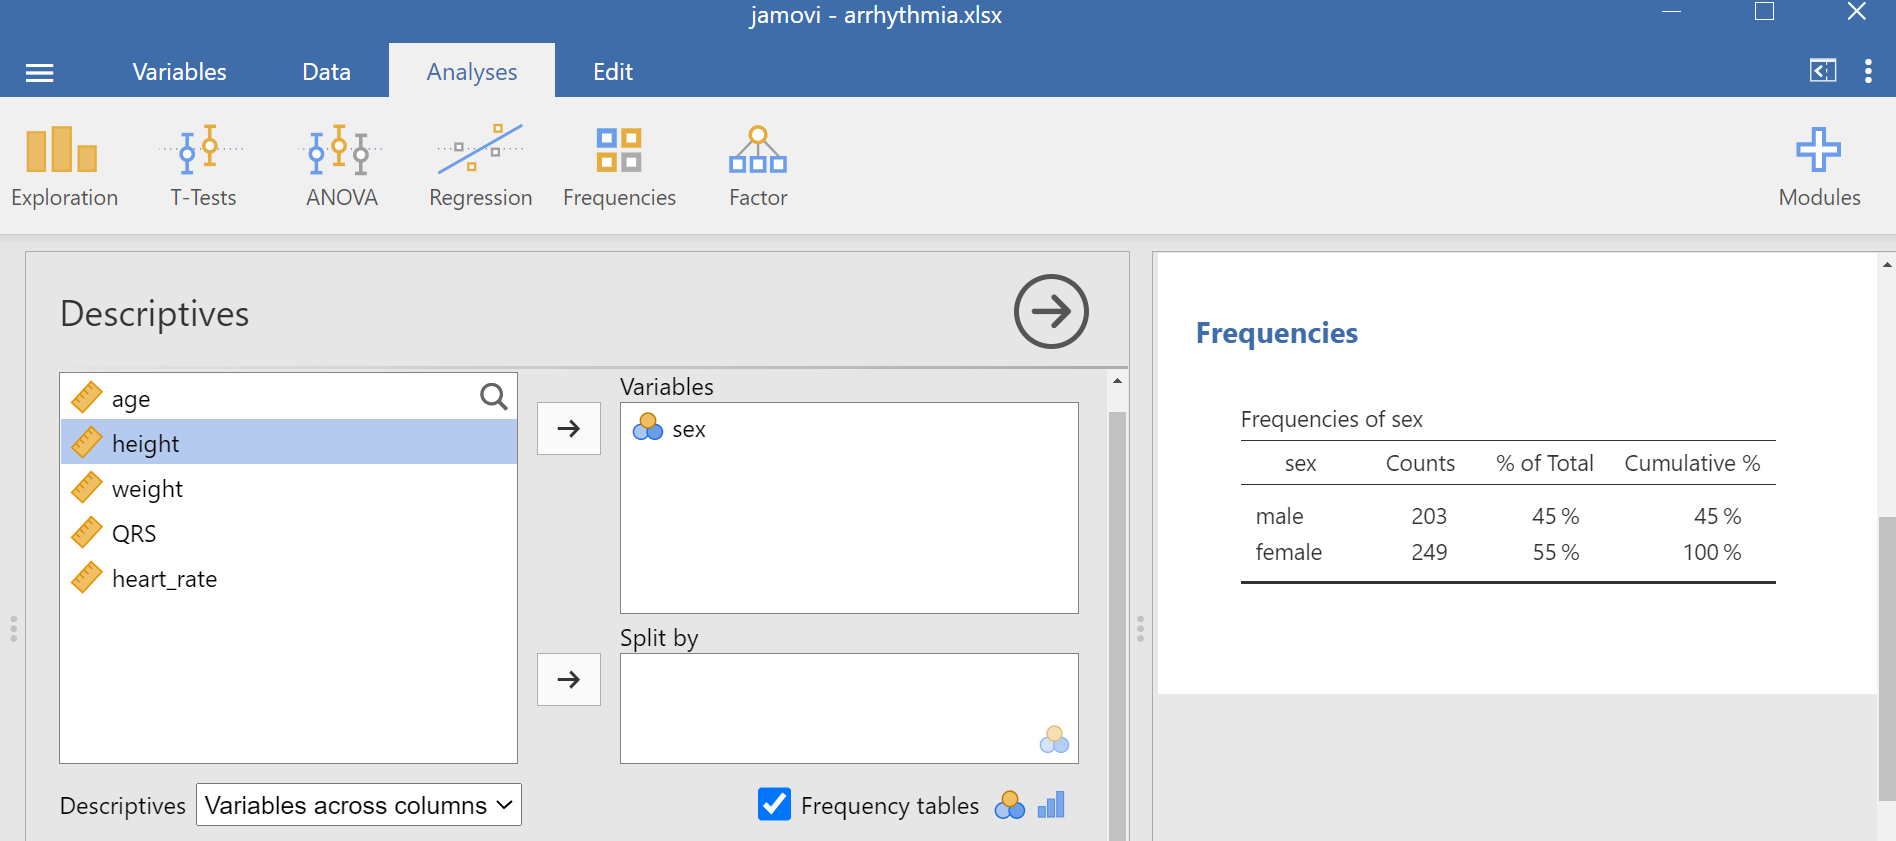 jamovi - arrhythmia.xlsx
Variables Data Analyses Edit
Exploration T-Tests ANOVA Regression Frequencies Factor Modules
Descriptives
age
height
weight
QRS
heart_rate
Variables
sex
Split by
Descriptives Variables across columns
Frequency tables
Frequencies
Frequencies of sex
sex Counts % of Total Cumulative %
male 203 45 % 45 %
female 249 55 % 100 %